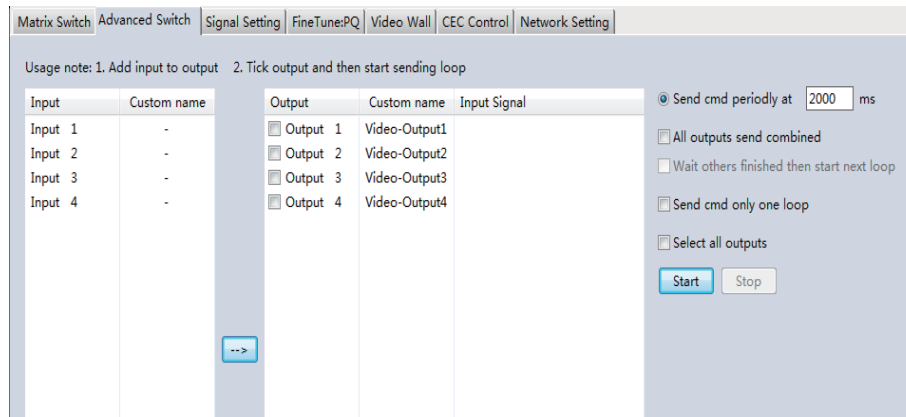 Matrix Switch Advanced Switch Signal Setting FineTune:PQ Video Wall CEC Control Network Setting
Usage note: 1. Add input to output 2. Tick output and then start sending loop
Input Custom name
Input 1 -
Input 2 -
Input 3 -
Input 4 -
-->
Output Custom name Input Signal
Output 1 Video-Output1
Output 2 Video-Output2
Output 3 Video-Output3
Output 4 Video-Output4
Send cmd periodly at 2000 ms
All outputs send combined
Wait others finished then start next loop
Send cmd only one loop
Select all outputs
Start Stop